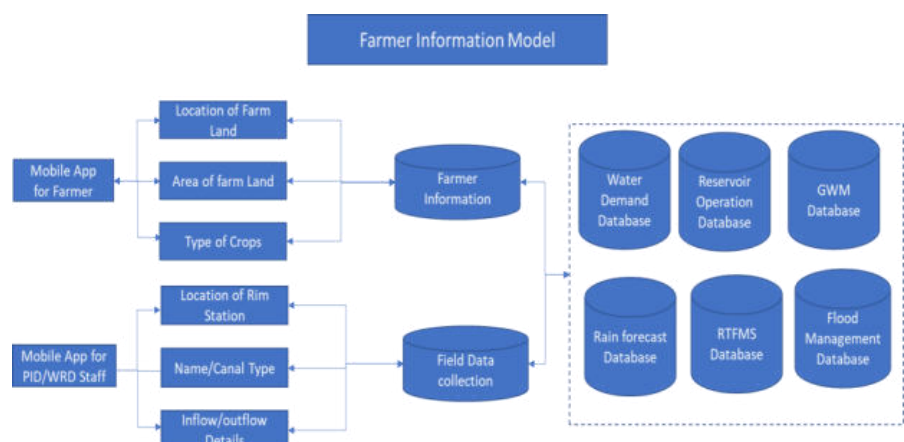 Farmer Information Model
Location of Farm
Land
Mobile App
for Farmer
Area of farm Land
Type of Crops
Farmer
Information
Location of Rim
Station
Mobile App for
PID/WRD Staff
Name/Canal Type
Inflow/outflow
Details
Field Data
collection
Water
Demand
Database
Reservoir
Operation
Database
GWM
Database
Rain forecast
Database
RTFMS
Database
Flood
Management
Database